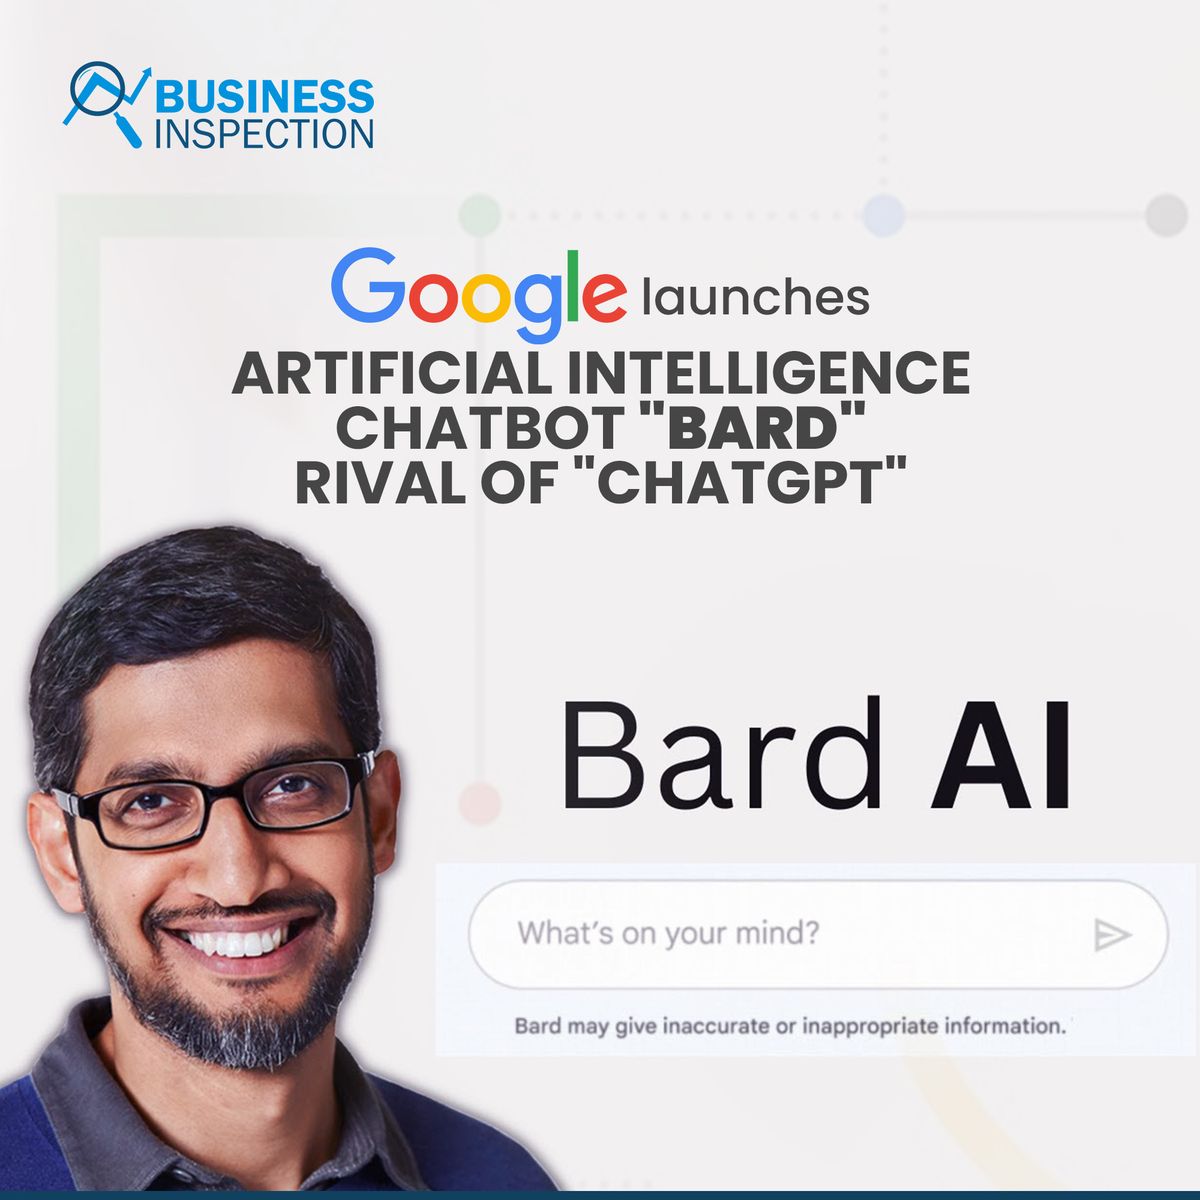 BUSINESS
INSPECTION
Google launches
ARTIFICIAL INTELLIGENCE
CHATBOT "BARD"
RIVAL OF "CHATGPT"
Bard AI
What's on your mind?
Bard may give inaccurate or inappropriate information.